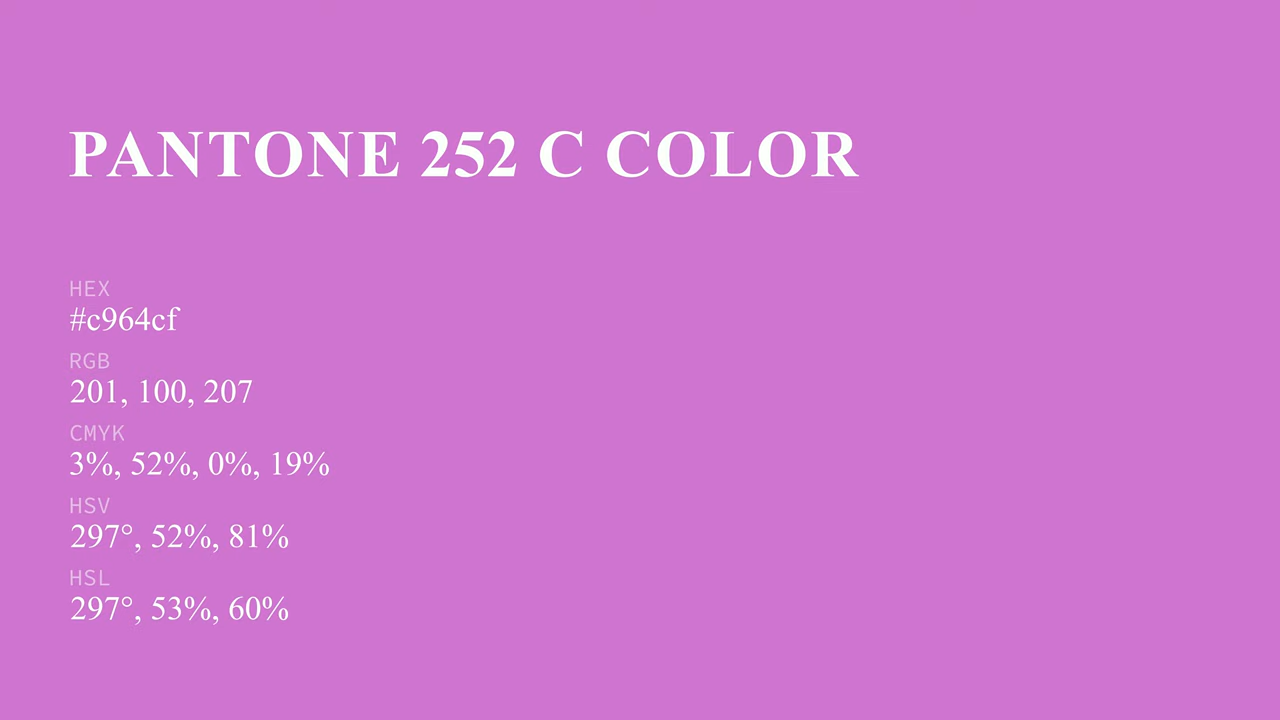 PANTONE 252 C COLOR
HEX
#c964cf
RGB
201, 100, 207
CMYK
3%, 52%, 0%, 19%
HSV
297°, 52%, 81%
HSL
297°, 53%, 60%